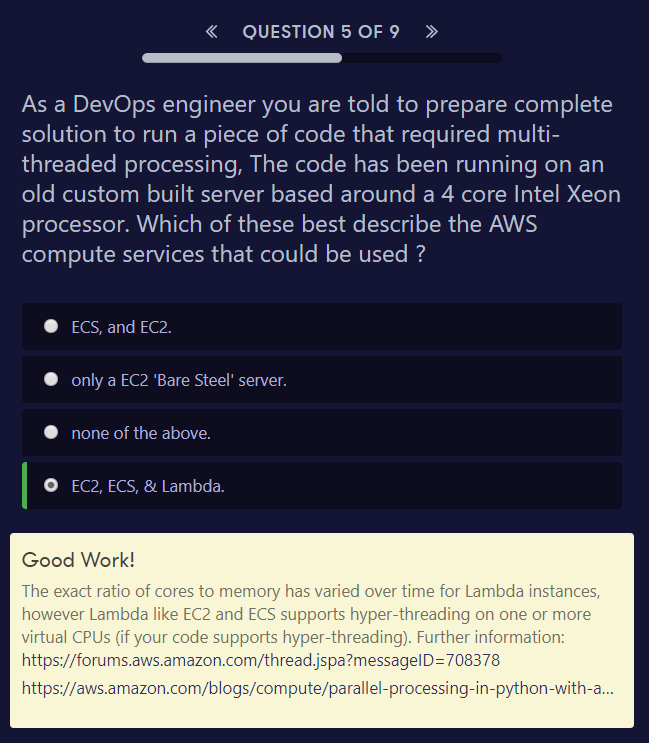 QUESTION 5 OF 9
As a DevOps engineer you are told to prepare complete
solution to run a piece of code that required multi-
threaded processing, The code has been running on an
old custom built server based around a 4 core Intel Xeon
processor. Which of these best describe the AWS
compute services that could be used ?
ECS, and EC2.
only a EC2 'Bare Steel' server.
none of the above.
EC2, ECS, & Lambda.
Good Work!
The exact ratio of cores to memory has varied over time for Lambda instances,
however Lambda like EC2 and ECS supports hyper-threading on one or more
virtual CPUs (if your code supports hyper-threading). Further information:
https://forums.aws.amazon.com/thread.jspa?messageID=708378
https://aws.amazon.com/blogs/compute/parallel-processing-in-python-with-a...